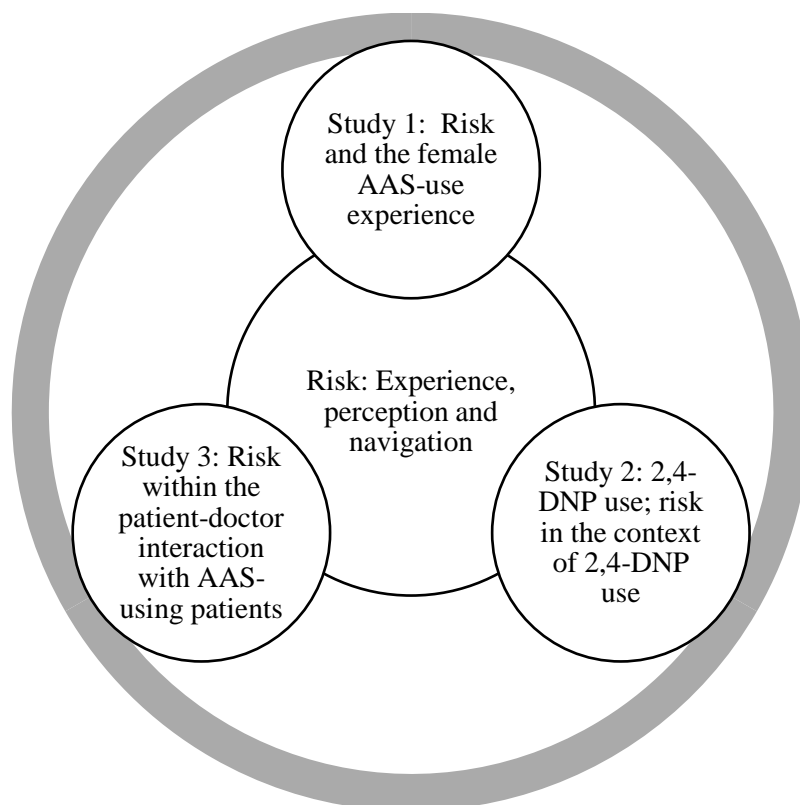 Study 1:  Risk
and the female
AAS-use
experience
Risk: Experience,
perception and
navigation
Study 3: Risk
within the
patient-doctor
interaction
with AAS-
using patients
Study 2: 2,4-
DNP use; risk
in the context
of 2,4-DNP
use